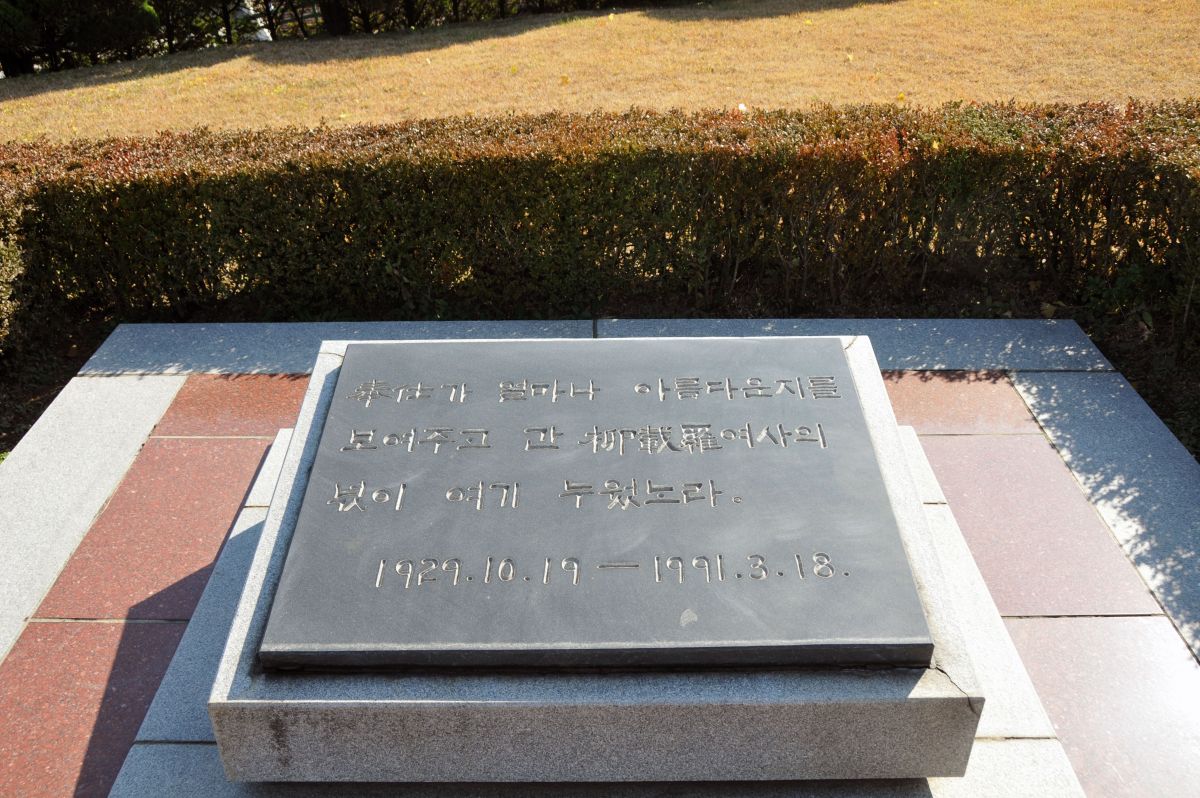 奉仕가 얼마나 아름다운지를
보여주고 간 柳載羅여사의
넋이 여기 누웠노라.
1929.10.19 — 1991.3.18.